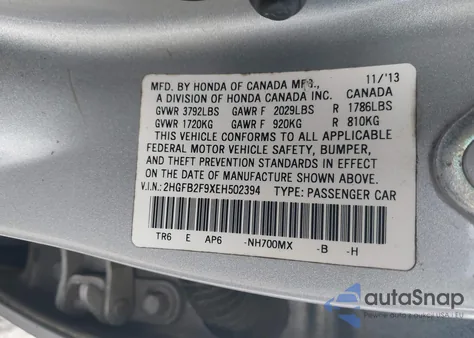 MFD. BY HONDA OF CANADA MFG., 11/'13
A DIVISION OF HONDA CANADA INC. CANADA
GVWR 3792LBS GAWR F 2029LBS R 1786LBS
GVWR 1720KG GAWR F 920KG R 810KG
THIS VEHICLE CONFORMS TO ALL APPLICABLE
FEDERAL MOTOR VEHICLE SAFETY, BUMPER,
AND THEFT PREVENTION STANDARDS IN EFFECT
ON THE DATE OF MANUFACTURE SHOWN ABOVE.
V.I.N.: 2HGFB2F9XEH502394 TYPE: PASSENGER CAR
TR6 E AP6 -NH700MX -B -H
autoSnap